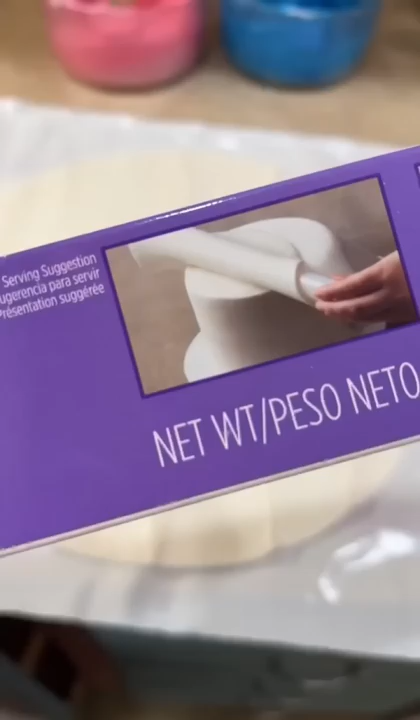 Serving Suggestion
ugerencia para servir
Présentation suggérée
NET WT/PESO NETO